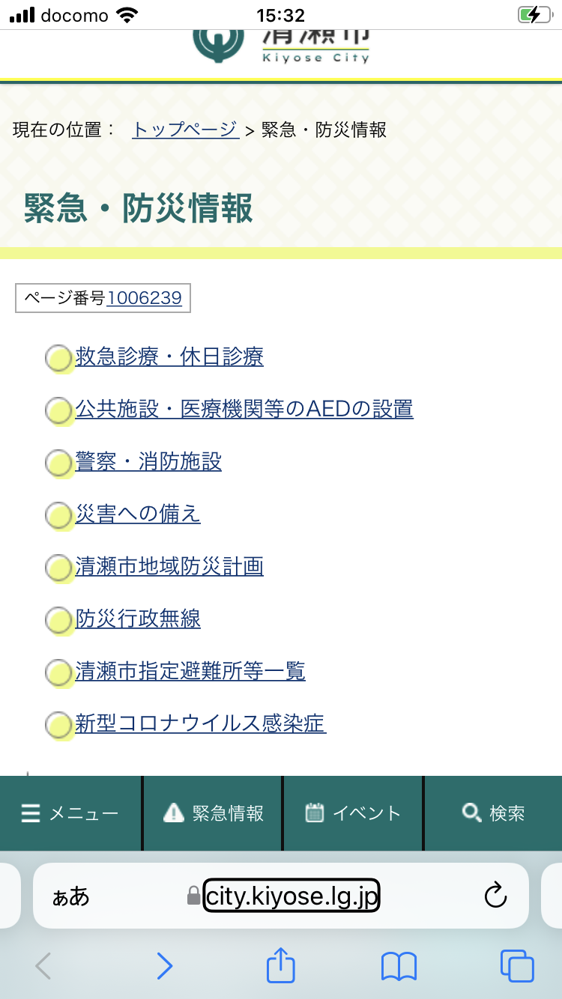 docomo 15:32
清瀬市
Kiyose City
現在の位置： トップページ > 緊急・防災情報
緊急・防災情報
ページ番号1006239
救急診療・休日診療
公共施設・医療機関等のAEDの設置
警察・消防施設
災害への備え
清瀬市地域防災計画
防災行政無線
清瀬市指定避難所等一覧
新型コロナウイルス感染症
メニュー 緊急情報 イベント 検索
ぁあ city.kiyose.lg.jp